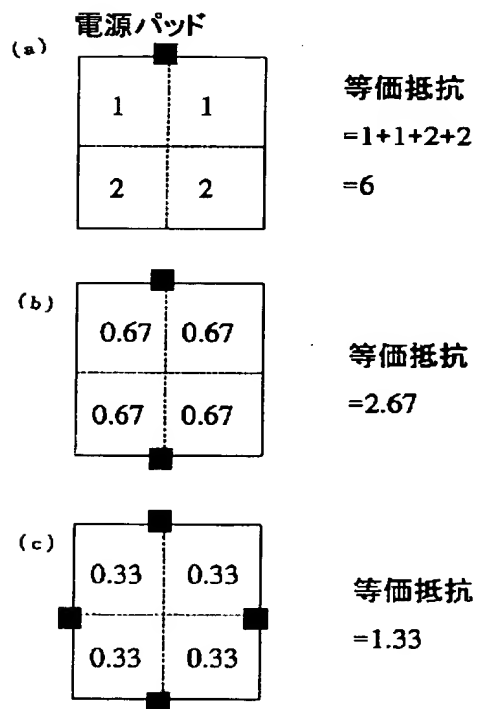 電源パッド
(a)
1 1
2 2
等価抵抗
=1+1+2+2
=6
(b)
0.67 0.67
0.67 0.67
等価抵抗
=2.67
(c)
0.33 0.33
0.33 0.33
等価抵抗
=1.33